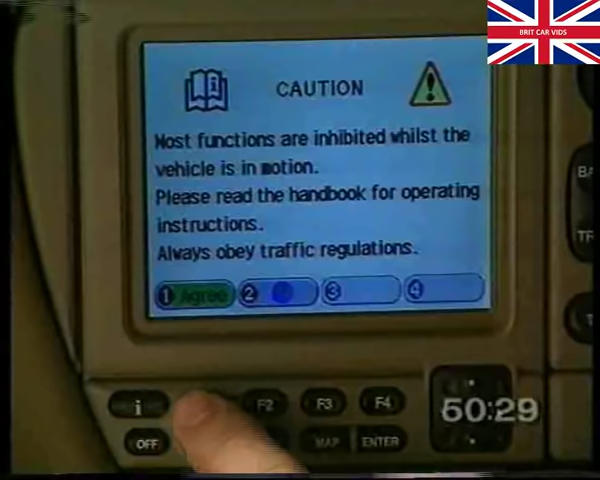 BRIT CAR VIDS
CAUTION
Most functions are inhibited whilst the
vehicle is in motion.
Please read the handbook for operating
instructions.
Always obey traffic regulations.
1 Agree 2 3 4
i F2 F3 F4
OFF MAP ENTER
50:29